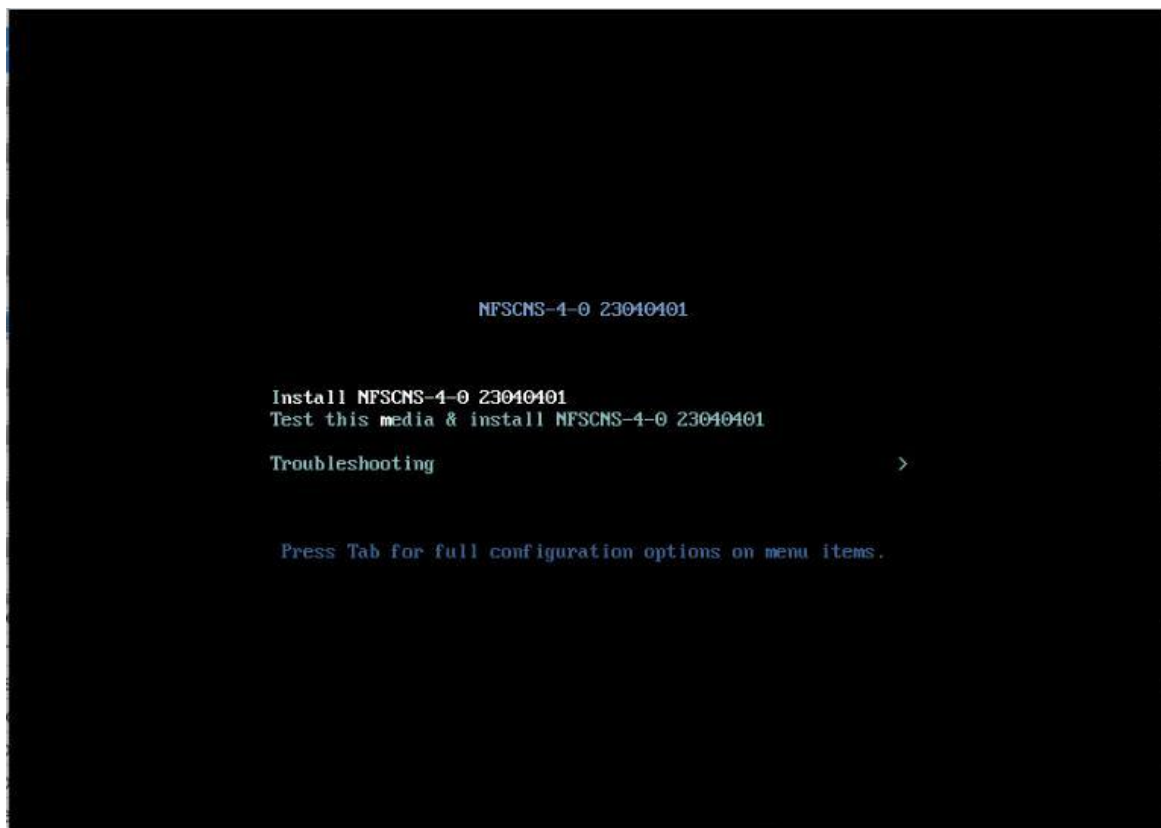 NFSCNS-4-0 23040401
Install NFSCNS-4-0 23040401
Test this media & install NFSCNS-4-0 23040401
Troubleshooting >
Press Tab for full configuration options on menu items.